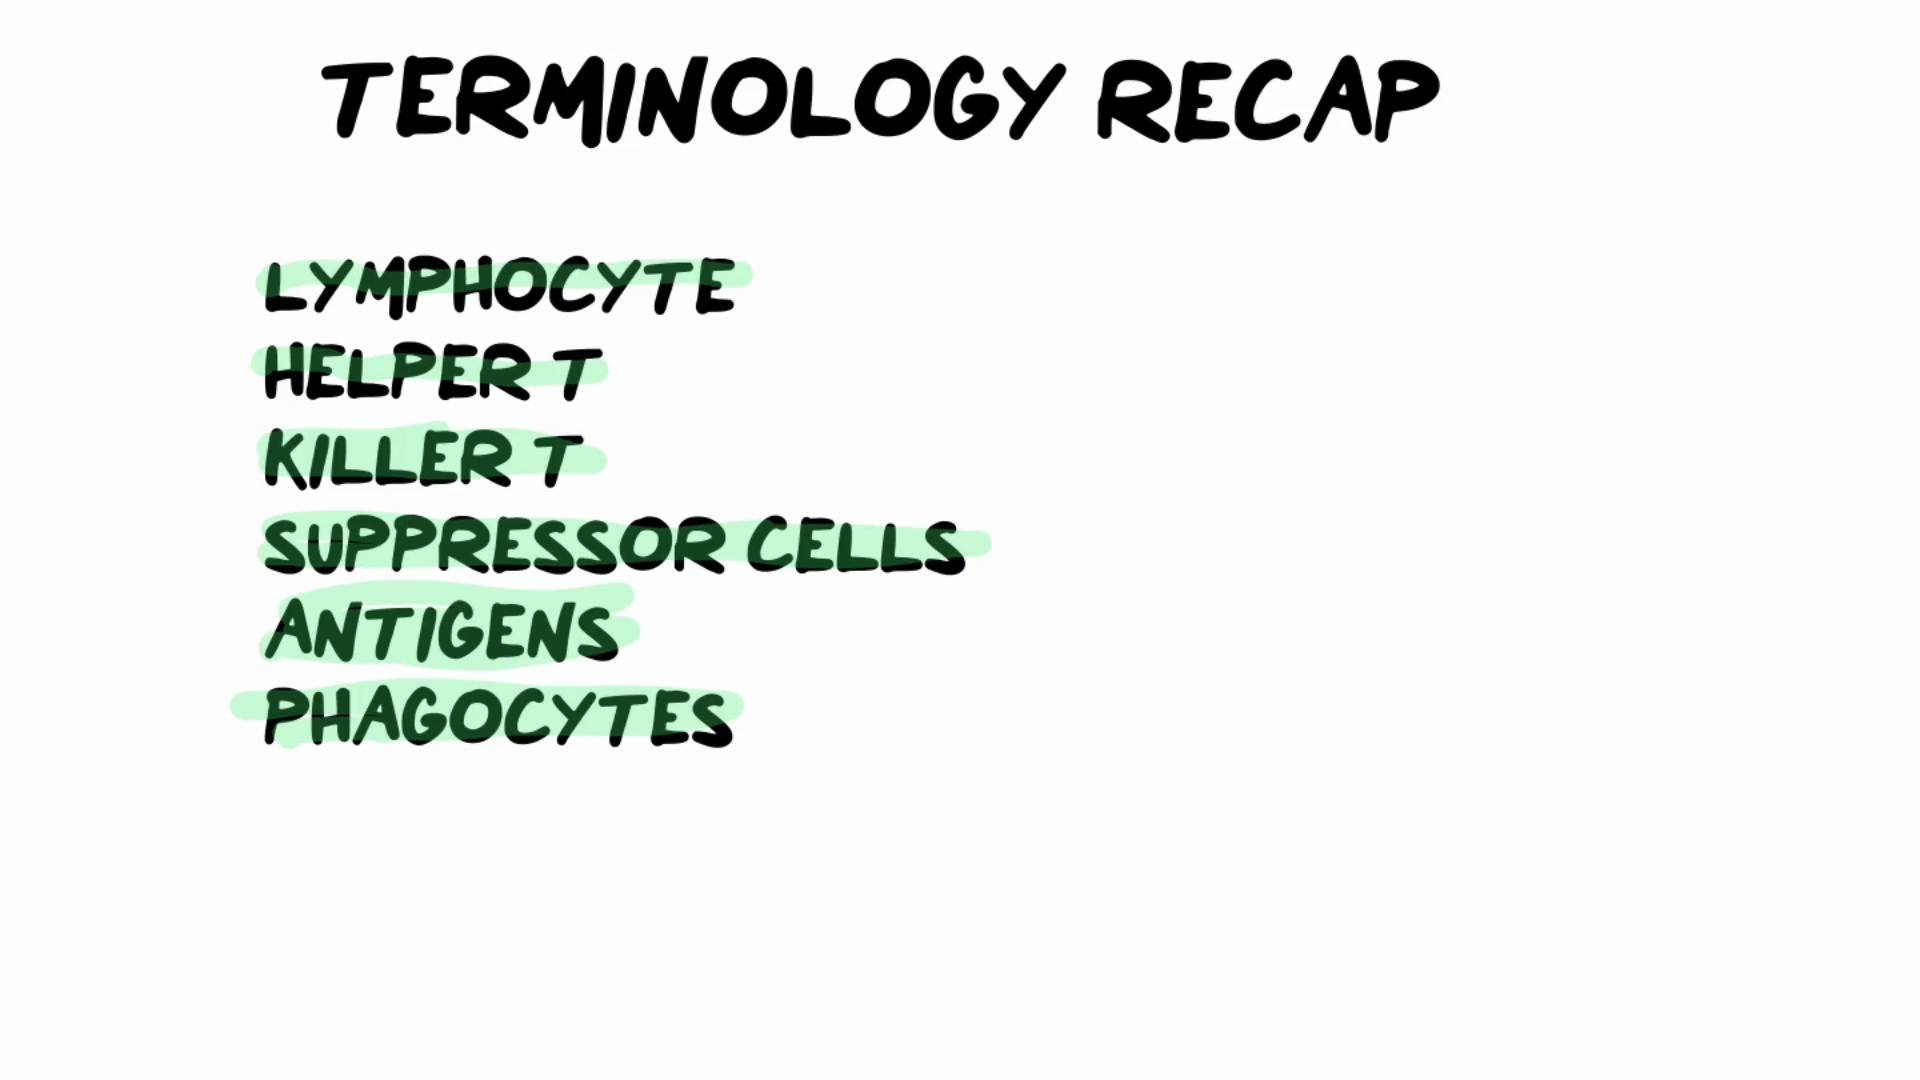 TERMINOLOGY RECAP
LYMPHOCYTE
HELPER T
KILLER T
SUPPRESSOR CELLS
ANTIGENS
PHAGOCYTES